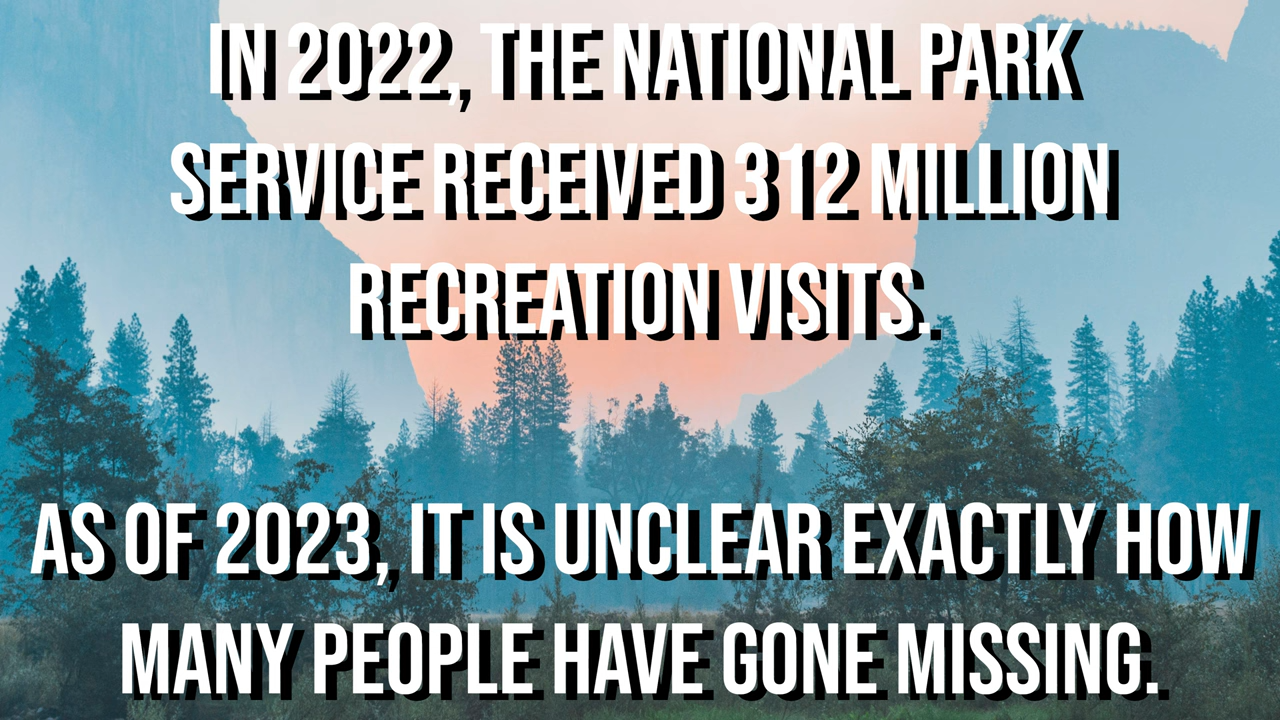 IN 2022, THE NATIONAL PARK
SERVICE RECEIVED 312 MILLION
RECREATION VISITS.
AS OF 2023, IT IS UNCLEAR EXACTLY HOW
MANY PEOPLE HAVE GONE MISSING.